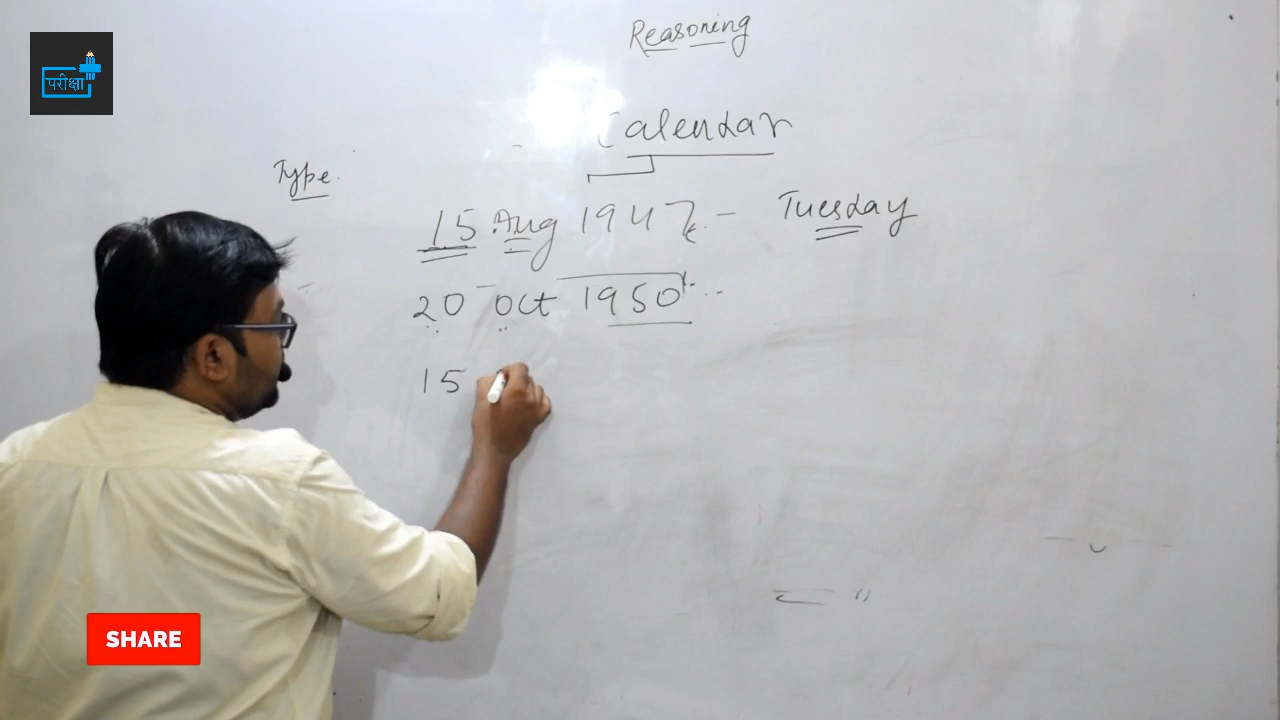 परीक्षा
Reasoning
Calendar
Type.
15 Aug 1947 - Tuesday
20 Oct 1950
15
SHARE